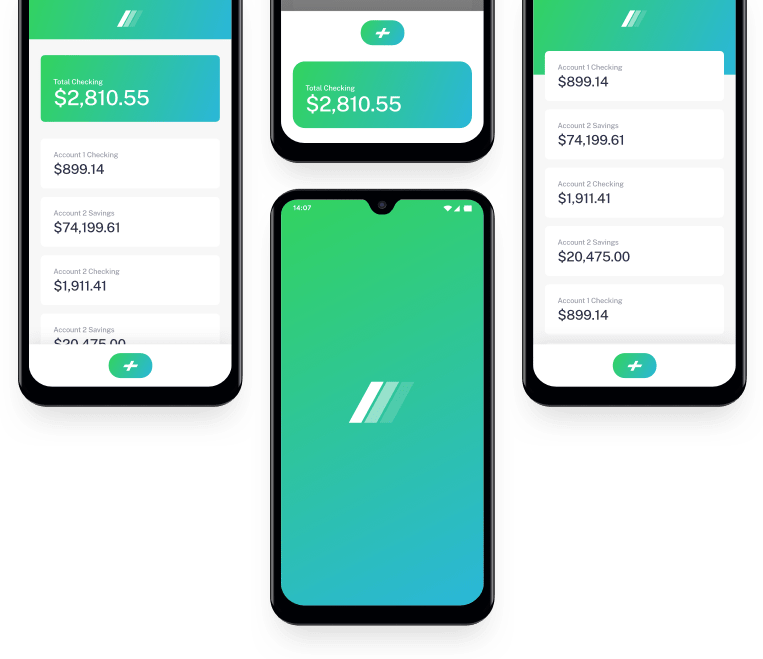 Total Checking
$2,810.55
Account 1 Checking
$899.14
Account 2 Savings
$74,199.61
Account 2 Checking
$1,911.41
Account 2 Savings
$20,475.00
Total Checking
$2,810.55
14:07
Account 1 Checking
$899.14
Account 2 Savings
$74,199.61
Account 2 Checking
$1,911.41
Account 2 Savings
$20,475.00
Account 1 Checking
$899.14